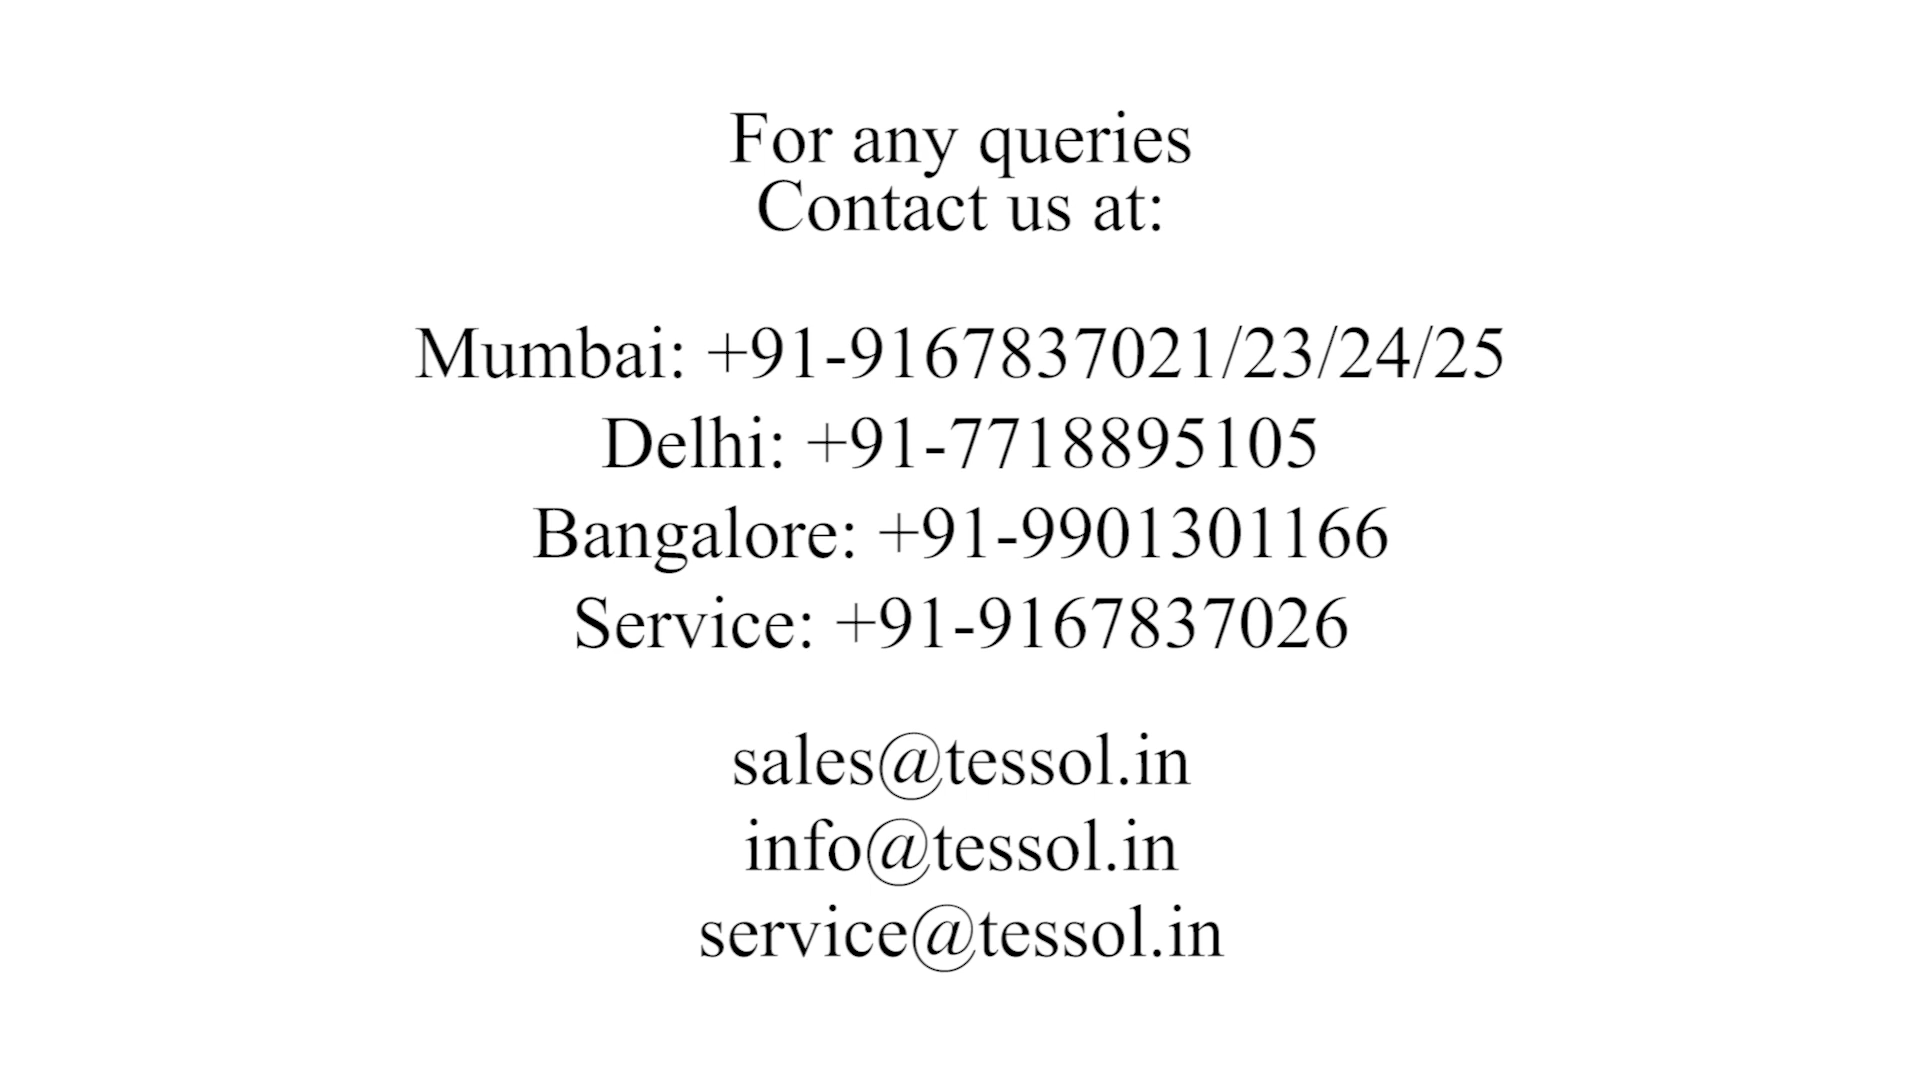 For any queries
Contact us at:
Mumbai: +91-9167837021/23/24/25
Delhi: +91-7718895105
Bangalore: +91-9901301166
Service: +91-9167837026
sales@tessol.in
info@tessol.in
service@tessol.in